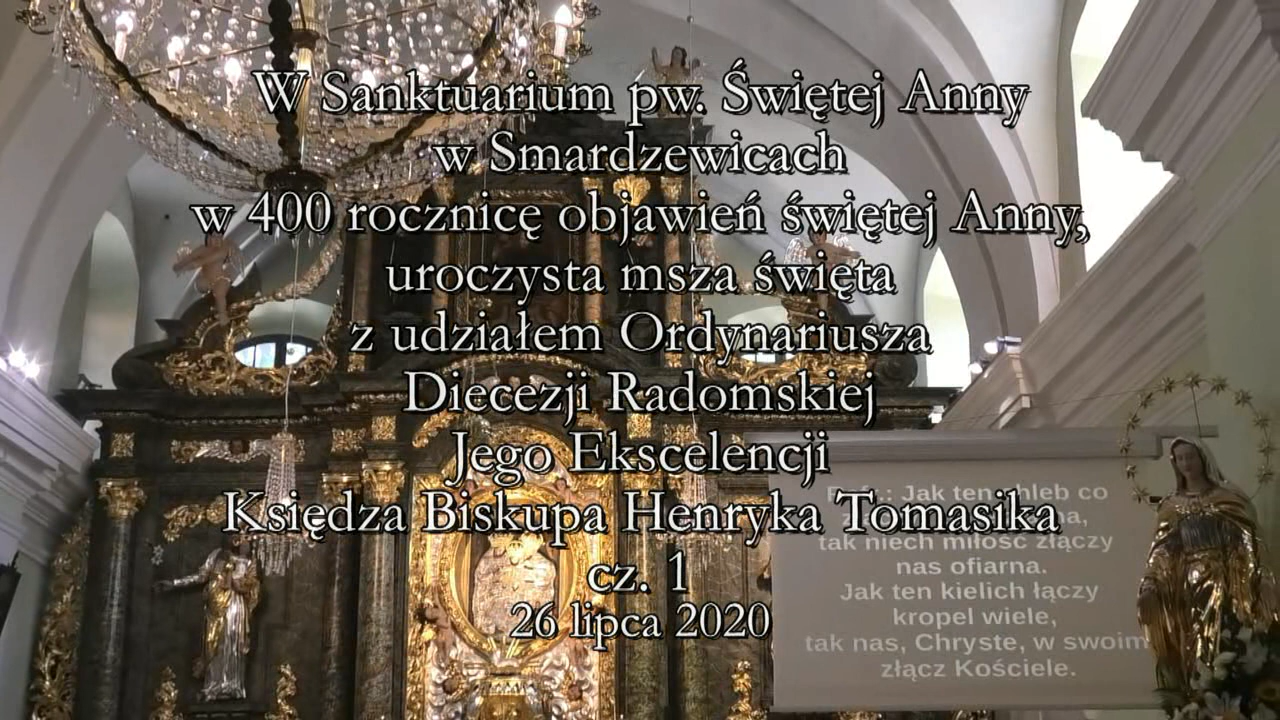 W Sanktuarium pw. Świętej Anny
w Smardzewicach
w 400 rocznicę objawień świętej Anny,
uroczysta msza święta
z udziałem Ordynariusza
Diecezji Radomskiej
Jego Ekscelencji
Księdza Biskupa Henryka Tomasika
cz. 1
26 lipca 2020
Jak ten chleb co
tak niech miłość złączy
nas ofiarna.
Jak ten kielich łączy
kropel wiele,
tak nas, Chryste, w swoim
złącz Kościele.